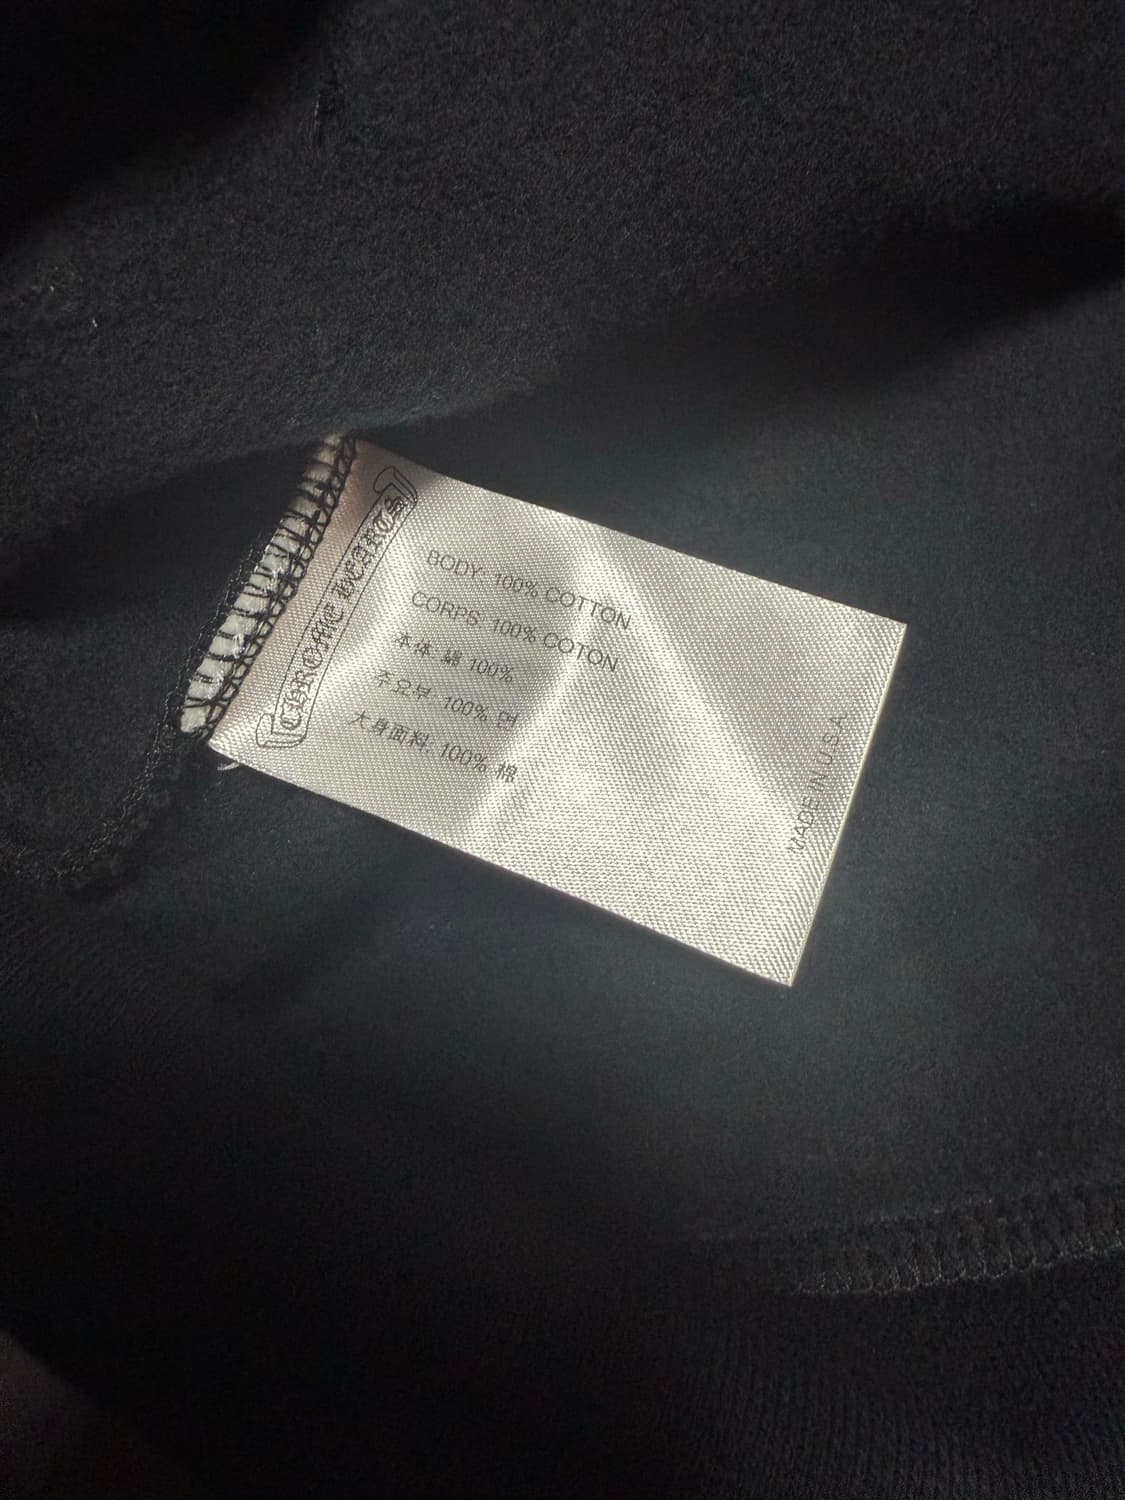 CHROME HEARTS
BODY: 100% COTTON
CORPS: 100% COTON
本体: 綿 100%
주요부: 100% 면
大身面料: 100% 棉
MADE IN U.S.A.